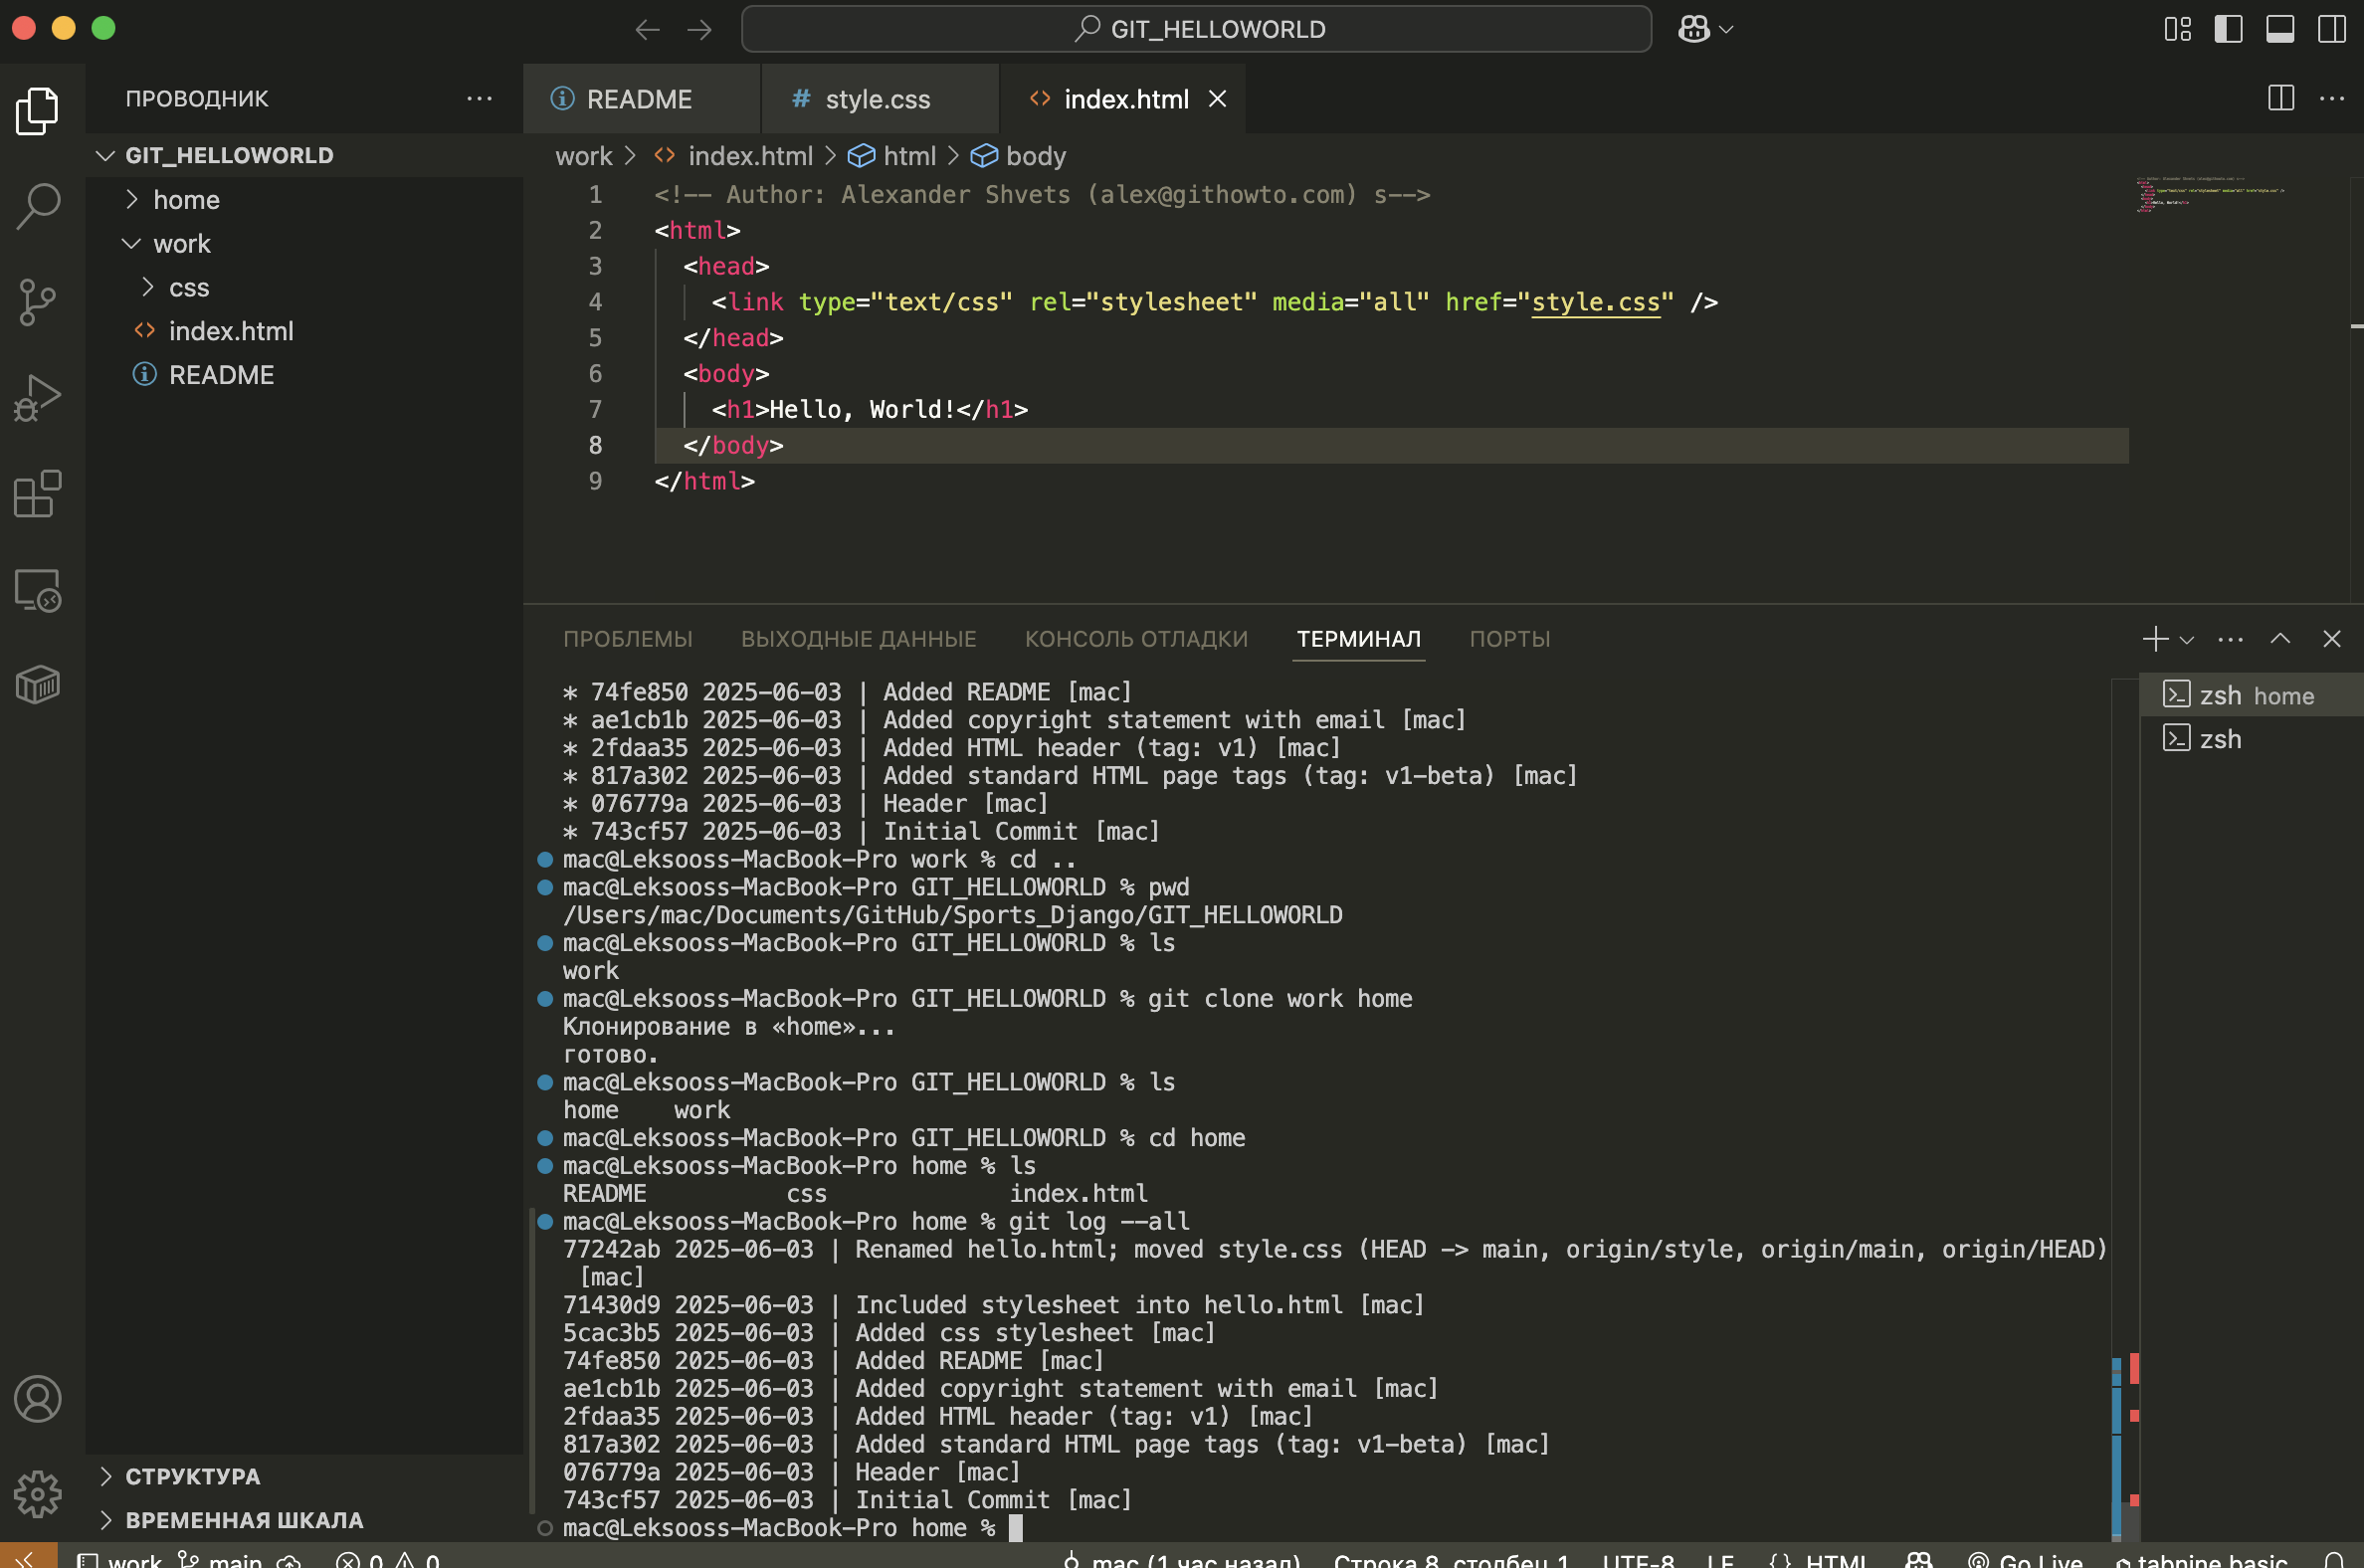 GIT_HELLOWORLD
ПРОВОДНИК
GIT_HELLOWORLD
home
work
css
index.html
README
СТРУКТУРА
ВРЕМЕННАЯ ШКАЛА
README
# style.css
index.html
work > index.html > html > body
1 <!-- Author: Alexander Shvets (alex@githowto.com) s-->
2 <html>
3 <head>
4 <link type="text/css" rel="stylesheet" media="all" href="style.css" />
5 </head>
6 <body>
7 <h1>Hello, World!</h1>
8 </body>
9 </html>
ПРОБЛЕМЫ ВЫХОДНЫЕ ДАННЫЕ КОНСОЛЬ ОТЛАДКИ ТЕРМИНАЛ ПОРТЫ
* 74fe850 2025-06-03 | Added README [mac]
* ae1cb1b 2025-06-03 | Added copyright statement with email [mac]
* 2fdaa35 2025-06-03 | Added HTML header (tag: v1) [mac]
* 817a302 2025-06-03 | Added standard HTML page tags (tag: v1-beta) [mac]
* 076779a 2025-06-03 | Header [mac]
* 743cf57 2025-06-03 | Initial Commit [mac]
mac@Leksooss-MacBook-Pro work % cd ..
mac@Leksooss-MacBook-Pro GIT_HELLOWORLD % pwd
/Users/mac/Documents/GitHub/Sports_Django/GIT_HELLOWORLD
mac@Leksooss-MacBook-Pro GIT_HELLOWORLD % ls
work
mac@Leksooss-MacBook-Pro GIT_HELLOWORLD % git clone work home
Клонирование в «home»...
готово.
mac@Leksooss-MacBook-Pro GIT_HELLOWORLD % ls
home work
mac@Leksooss-MacBook-Pro GIT_HELLOWORLD % cd home
mac@Leksooss-MacBook-Pro home % ls
README css index.html
mac@Leksooss-MacBook-Pro home % git log --all
77242ab 2025-06-03 | Renamed hello.html; moved style.css (HEAD -> main, origin/style, origin/main, origin/HEAD)
[mac]
71430d9 2025-06-03 | Included stylesheet into hello.html [mac]
5cac3b5 2025-06-03 | Added css stylesheet [mac]
74fe850 2025-06-03 | Added README [mac]
ae1cb1b 2025-06-03 | Added copyright statement with email [mac]
2fdaa35 2025-06-03 | Added HTML header (tag: v1) [mac]
817a302 2025-06-03 | Added standard HTML page tags (tag: v1-beta) [mac]
076779a 2025-06-03 | Header [mac]
743cf57 2025-06-03 | Initial Commit [mac]
mac@Leksooss-MacBook-Pro home %
zsh home
zsh
work main 0 0 mac (1 час назад) Строка 8, столбец 1 UTF-8 LF {} HTML Go Live tabnine basic